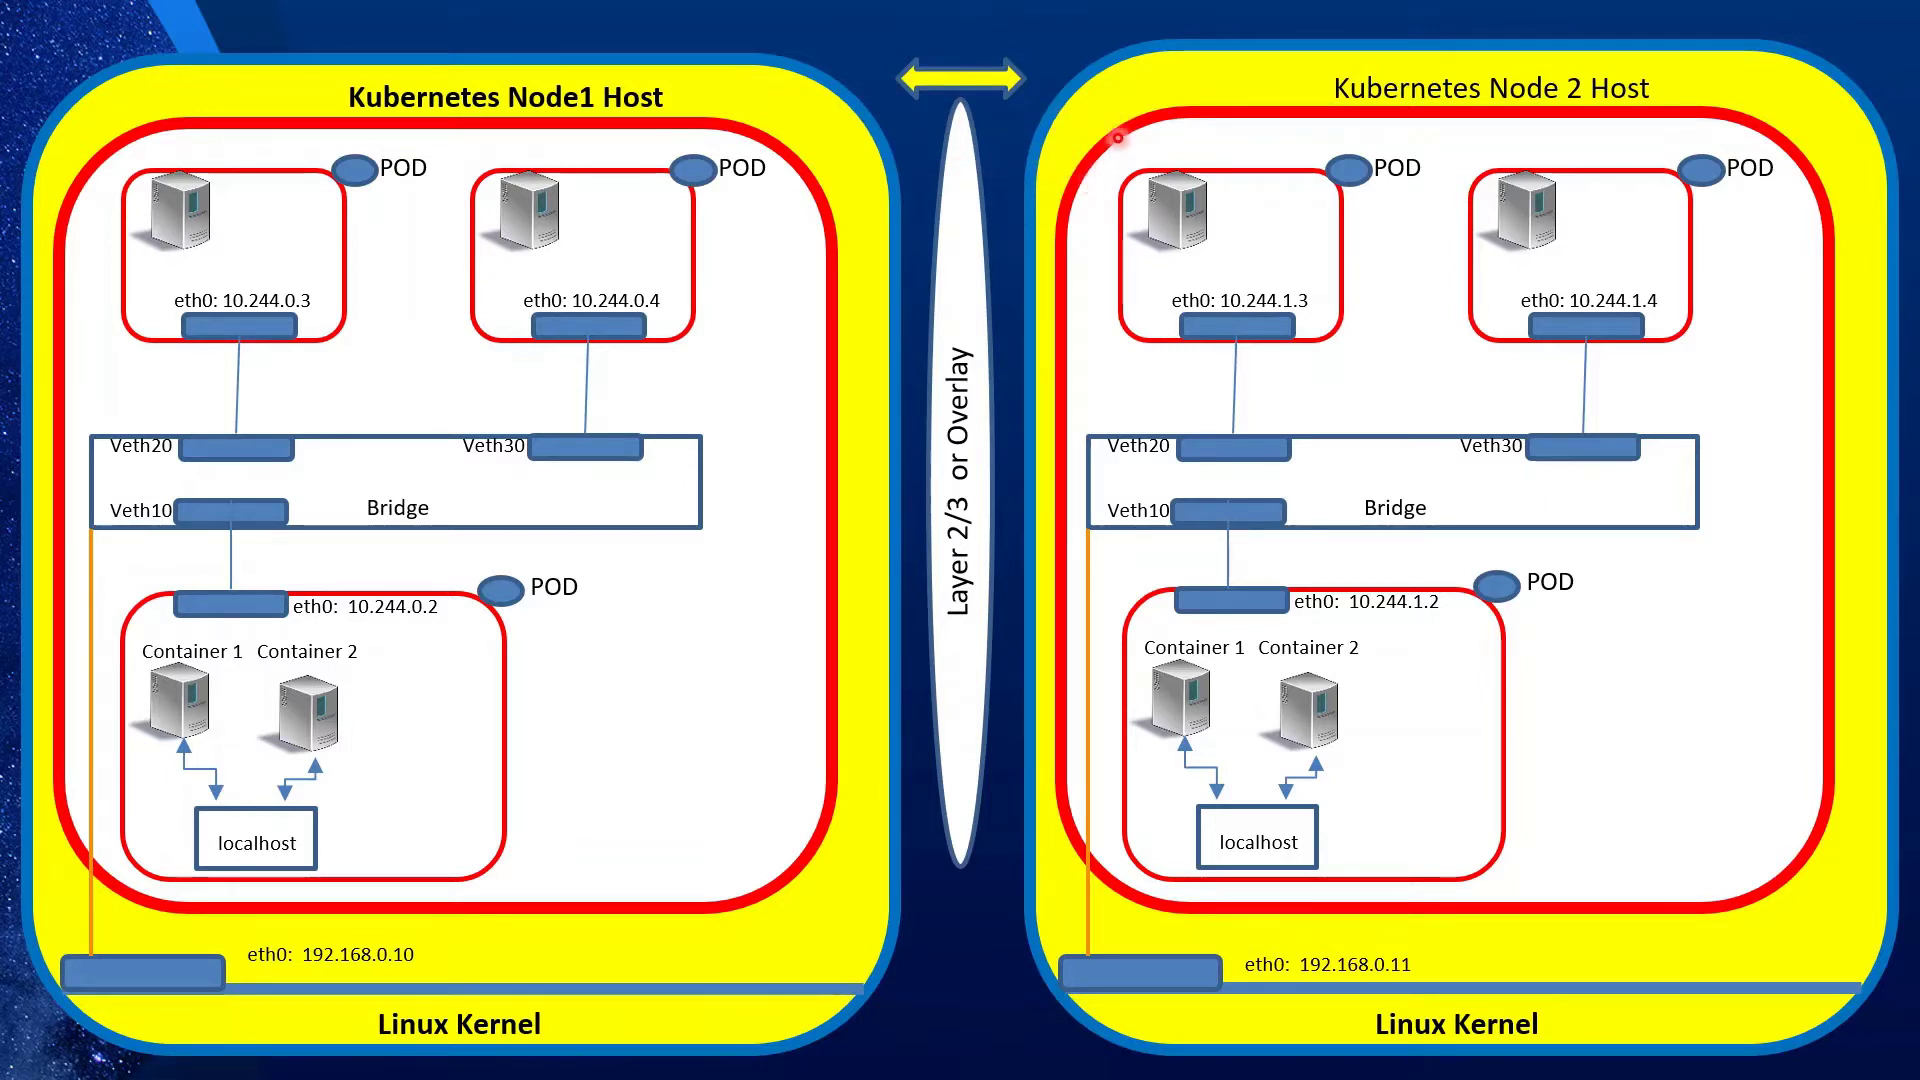 Kubernetes Node1 Host
POD
POD
eth0: 10.244.0.3
eth0: 10.244.0.4
Veth20
Veth30
Veth10
Bridge
POD
eth0:  10.244.0.2
Container 1
Container 2
localhost
eth0:  192.168.0.10
Linux Kernel
Layer 2/3  or Overlay
Kubernetes Node 2 Host
POD
POD
eth0: 10.244.1.3
eth0: 10.244.1.4
Veth20
Veth30
Veth10
Bridge
POD
eth0:  10.244.1.2
Container 1
Container 2
localhost
eth0:  192.168.0.11
Linux Kernel